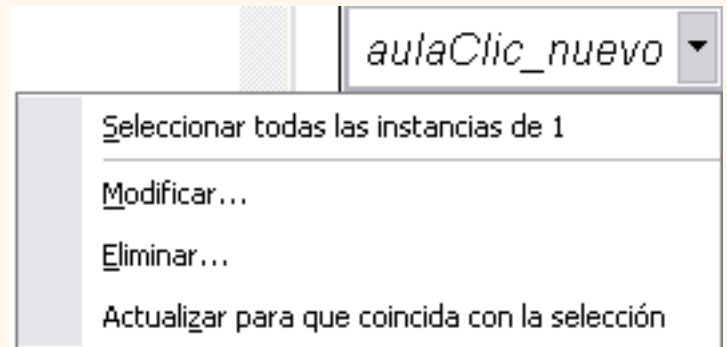 aulaClic_nuevo
Seleccionar todas las instancias de 1
Modificar...
Eliminar...
Actualizar para que coincida con la selección